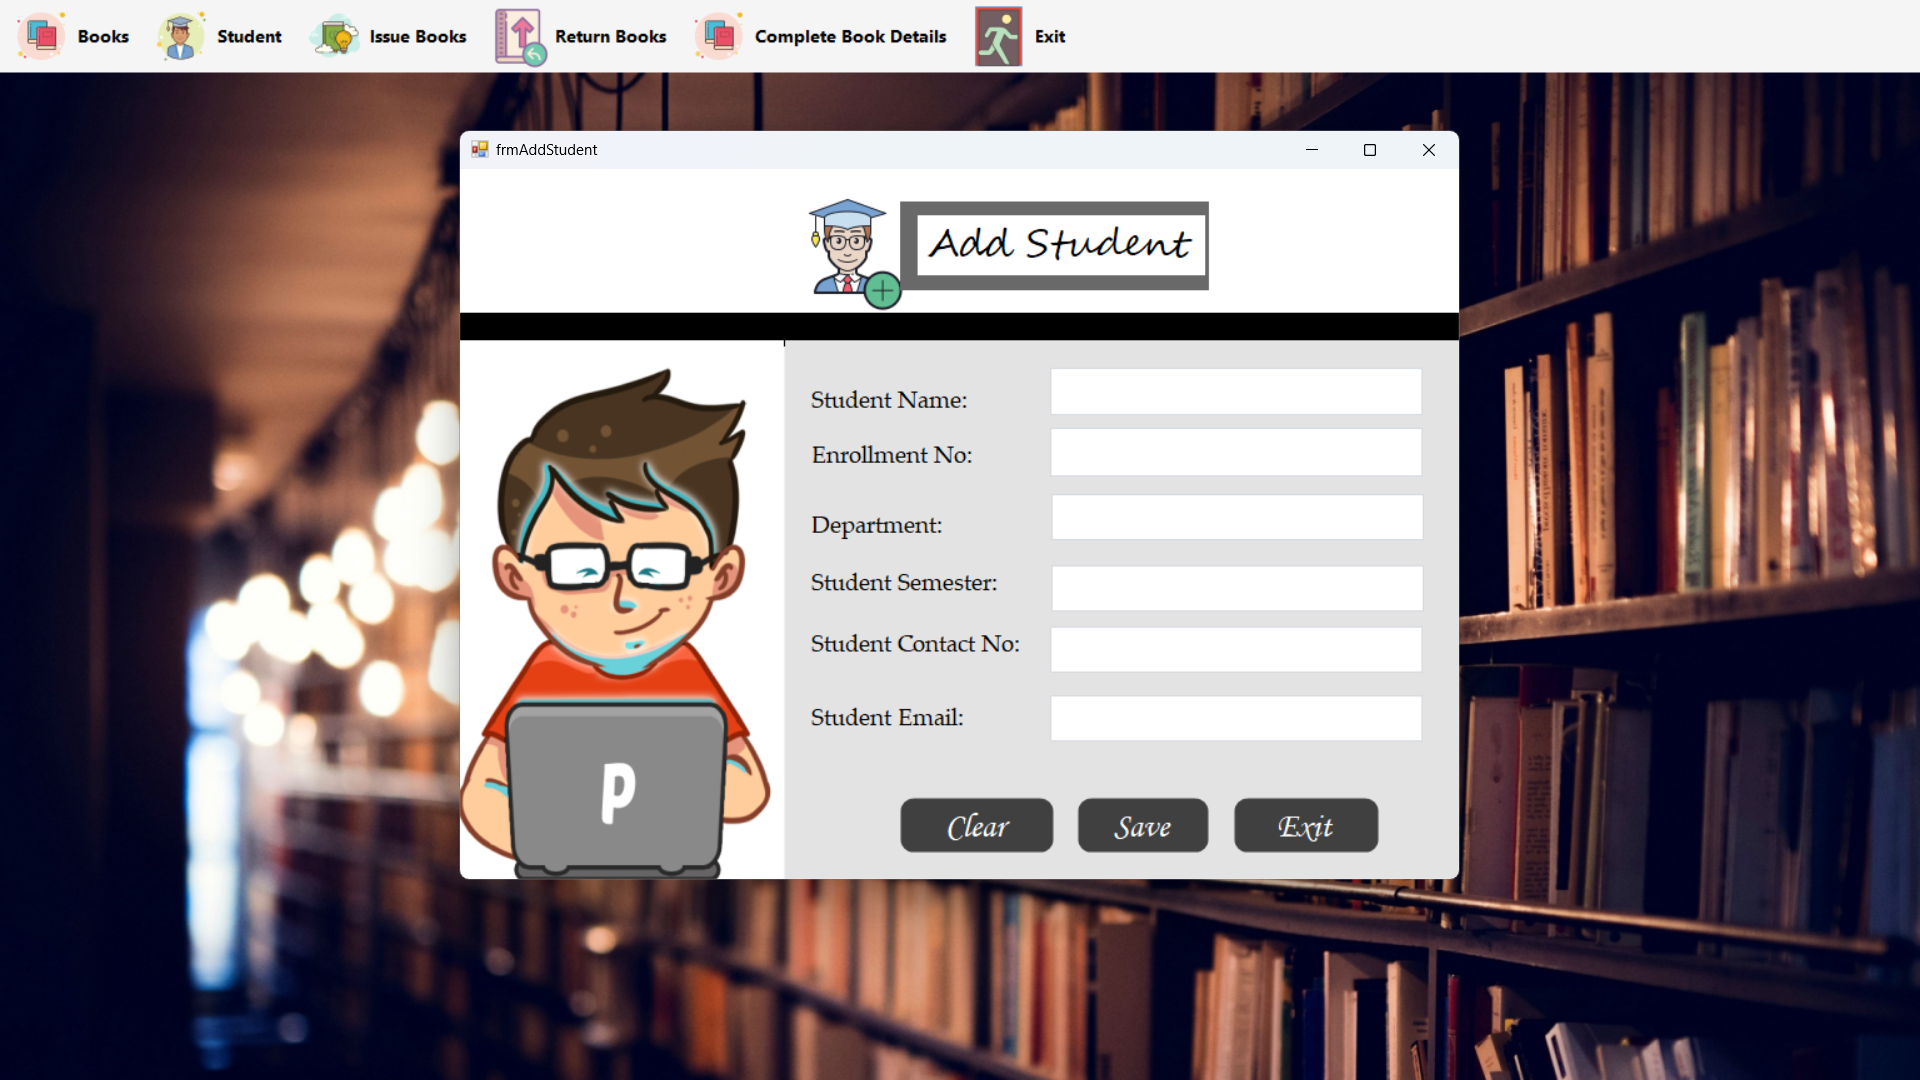 Books
Student
Issue Books
Return Books
Complete Book Details
Exit
frmAddStudent
Add Student
Student Name:
Enrollment No:
Department:
Student Semester:
Student Contact No:
Student Email:
P
Clear
Save
Exit